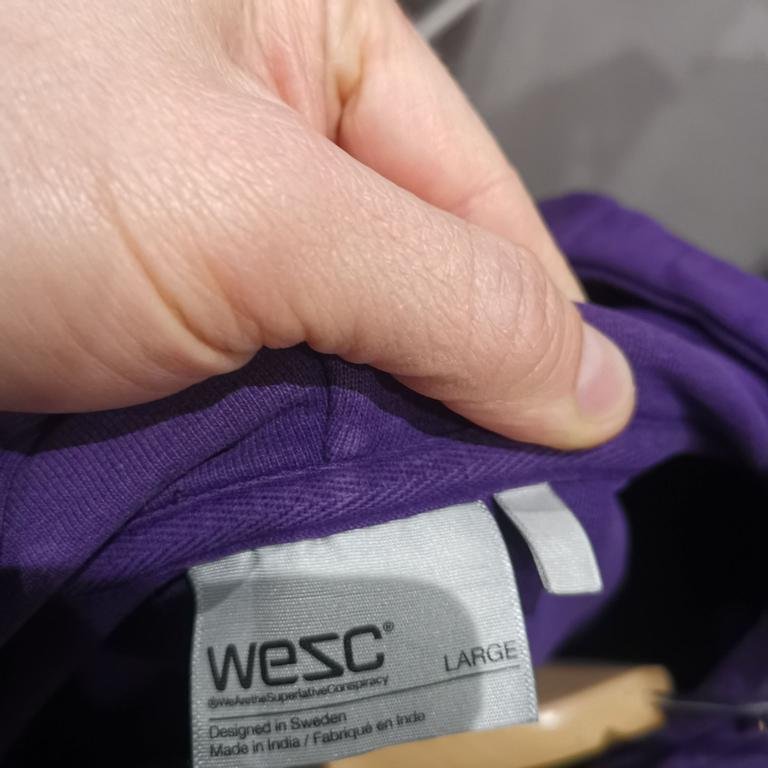 wesc®
LARGE
@WeAretheSuperlativeConspiracy
Designed in Sweden
Made in India / Fabriqué en Inde